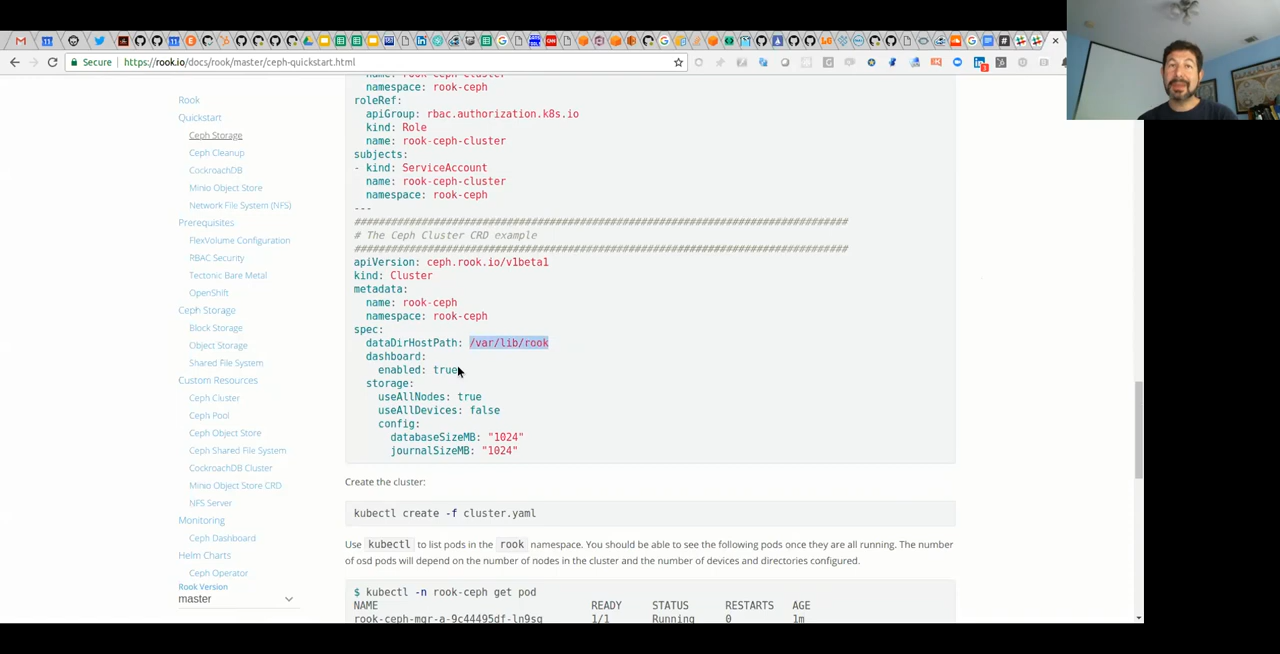 Secure
https://rook.io/docs/rook/master/ceph-quickstart.html
Rook
Quickstart
Ceph Storage
Ceph Cleanup
CockroachDB
Minio Object Store
Network File System (NFS)
Prerequisites
FlexVolume Configuration
RBAC Security
Tectonic Bare Metal
OpenShift
Ceph Storage
Block Storage
Object Storage
Shared File System
Custom Resources
Ceph Cluster
Ceph Pool
Ceph Object Store
Ceph Shared File System
CockroachDB Cluster
Minio Object Store CRD
NFS Server
Monitoring
Ceph Dashboard
Helm Charts
Ceph Operator
Rook Version
master
name: rook-ceph-cluster
namespace: rook-ceph
roleRef:
apiGroup: rbac.authorization.k8s.io
kind: Role
name: rook-ceph-cluster
subjects:
- kind: ServiceAccount
name: rook-ceph-cluster
namespace: rook-ceph
---
#################################################################################
# The Ceph Cluster CRD example
#################################################################################
apiVersion: ceph.rook.io/v1beta1
kind: Cluster
metadata:
name: rook-ceph
namespace: rook-ceph
spec:
dataDirHostPath: /var/lib/rook
dashboard:
enabled: true
storage:
useAllNodes: true
useAllDevices: false
config:
databaseSizeMB: "1024"
journalSizeMB: "1024"
Create the cluster:
kubectl create -f cluster.yaml
Use kubectl to list pods in the rook namespace. You should be able to see the following pods once they are all running. The number
of osd pods will depend on the number of nodes in the cluster and the number of devices and directories configured.
$ kubectl -n rook-ceph get pod
NAME READY STATUS RESTARTS AGE
rook-ceph-mgr-a-9c44495df-ln9sq 1/1 Running 0 1m